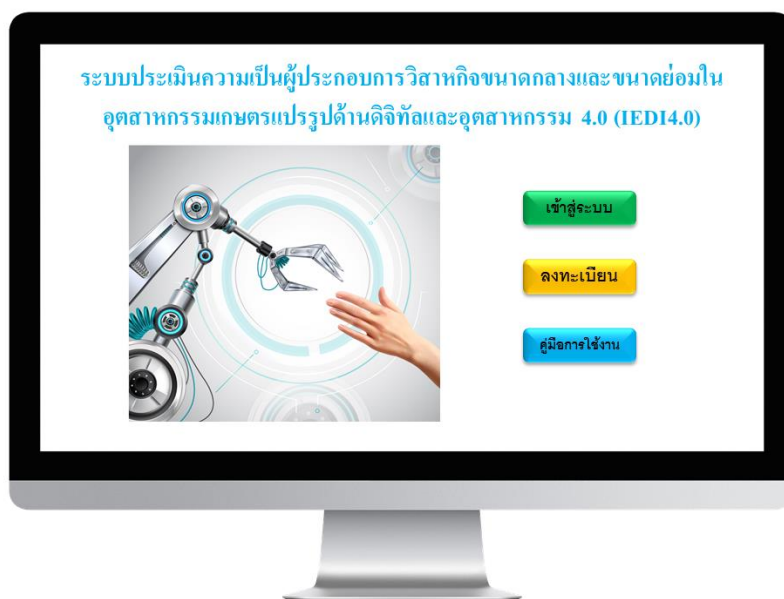 ระบบประเมินความเป็นผู้ประกอบการวิสาหกิจขนาดกลางและขนาดย่อมใน
อุตสาหกรรมเกษตรแปรรูปด้านดิจิทัลและอุตสาหกรรม 4.0 (IEDI4.0)
เข้าสู่ระบบ
ลงทะเบียน
คู่มือการใช้งาน